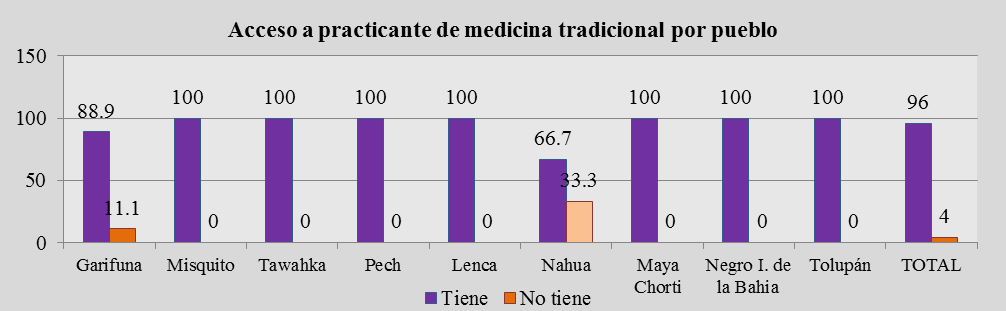 Acceso a practicante de medicina tradicional por pueblo
150
100
50
0
88.9
11.1
100
0
100
0
100
0
100
0
66.7
33.3
100
0
100
0
100
0
96
4
Garifuna
Misquito
Tawahka
Pech
Lenca
Nahua
Maya
Chorti
Negro I. de
la Bahia
Tolupán
TOTAL
Tiene
No tiene